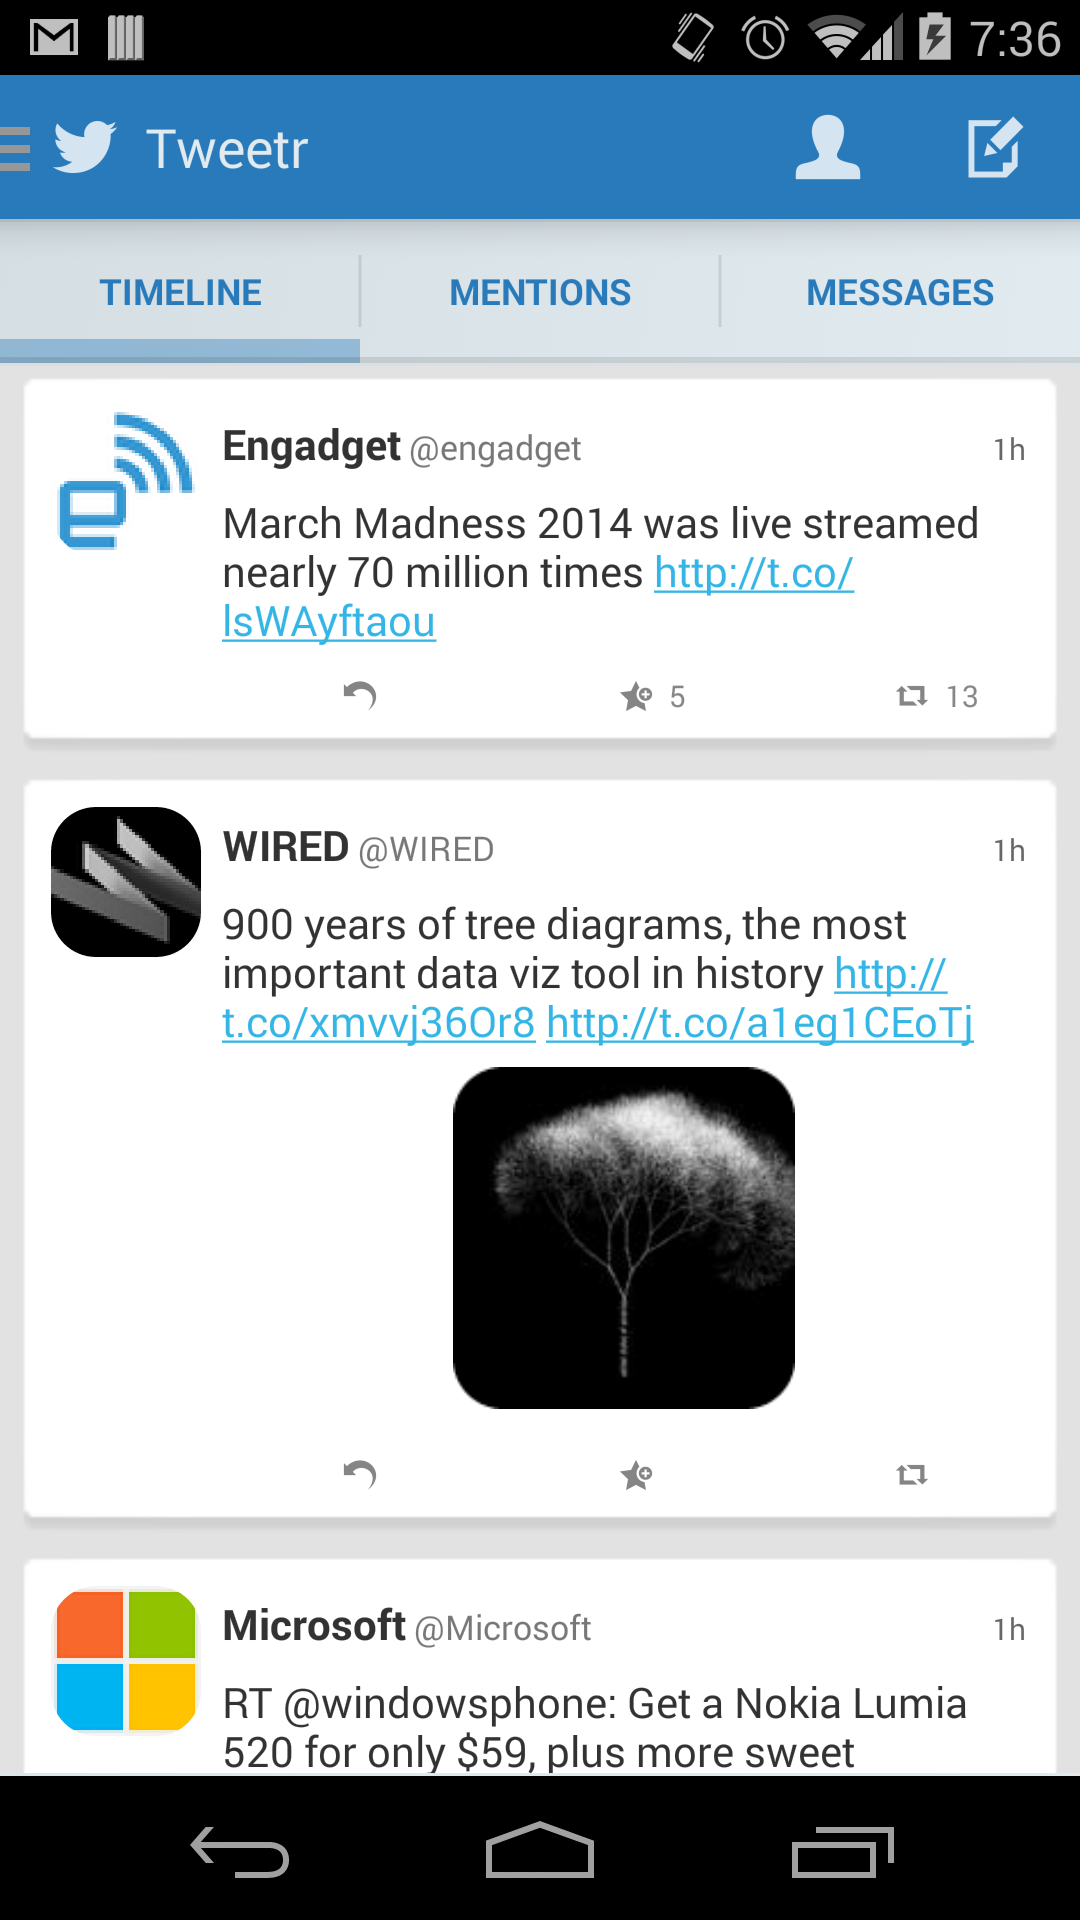 7:36
Tweetr
TIMELINE MENTIONS MESSAGES
Engadget @engadget 1h
March Madness 2014 was live streamed
nearly 70 million times http://t.co/
lsWAyftaou
5 13
WIRED @WIRED 1h
900 years of tree diagrams, the most
important data viz tool in history http://
t.co/xmvvj36Or8 http://t.co/a1eg1CEoTj
Microsoft @Microsoft 1h
RT @windowsphone: Get a Nokia Lumia
520 for only $59, plus more sweet